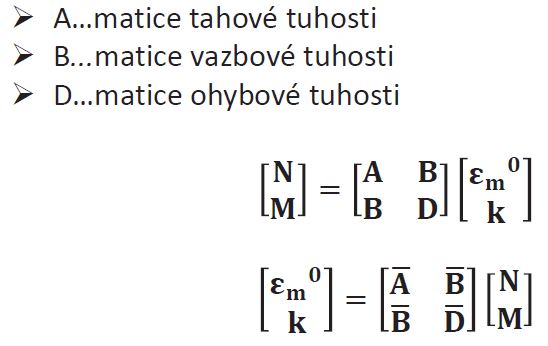 ➢ A...matice tahové tuhosti
➢ B...matice vazbové tuhosti
➢ D...matice ohybové tuhosti
[N M] = [A B B D] [εₘ⁰ k]
[εₘ⁰ k] = [A̅ B̅ B̅ D̅] [N M]